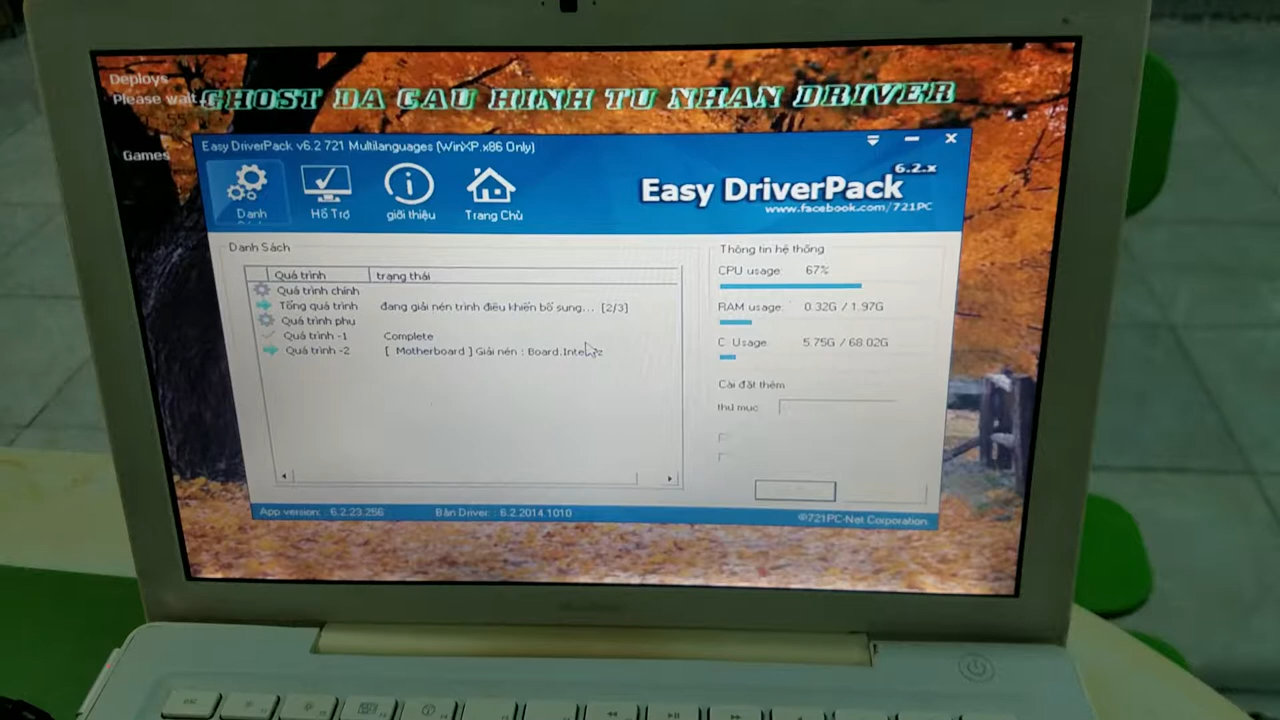 Deploys
Please wait
GHOST DA CAU HINH TU NHAN DRIVER
Games
Easy DriverPack v6.2 721 Multilanguages (WinXP.x86 Only)
6.2.x
Easy DriverPack
www.facebook.com/721PC
Danh
Hỗ Trợ
giới thiệu
Trang Chủ
Danh Sách
Quá trình
trạng thái
Quá trình chính
Tổng quá trình đang giải nén trình điều khiển bổ sung... [2/3]
Quá trình phụ
Quá trình -1 Complete
Quá trình -2 [ Motherboard ] Giải nén : Board.Intel
Thông tin hệ thống
CPU usage: 67%
RAM usage: 0.32G / 1.97G
C Usage: 5.75G / 68.02G
Cài đặt thêm
thư mục
App version: : 6.2.23.256
Bản Driver: : 6.2.2014.1010
©721PC-Net Corporation
esc